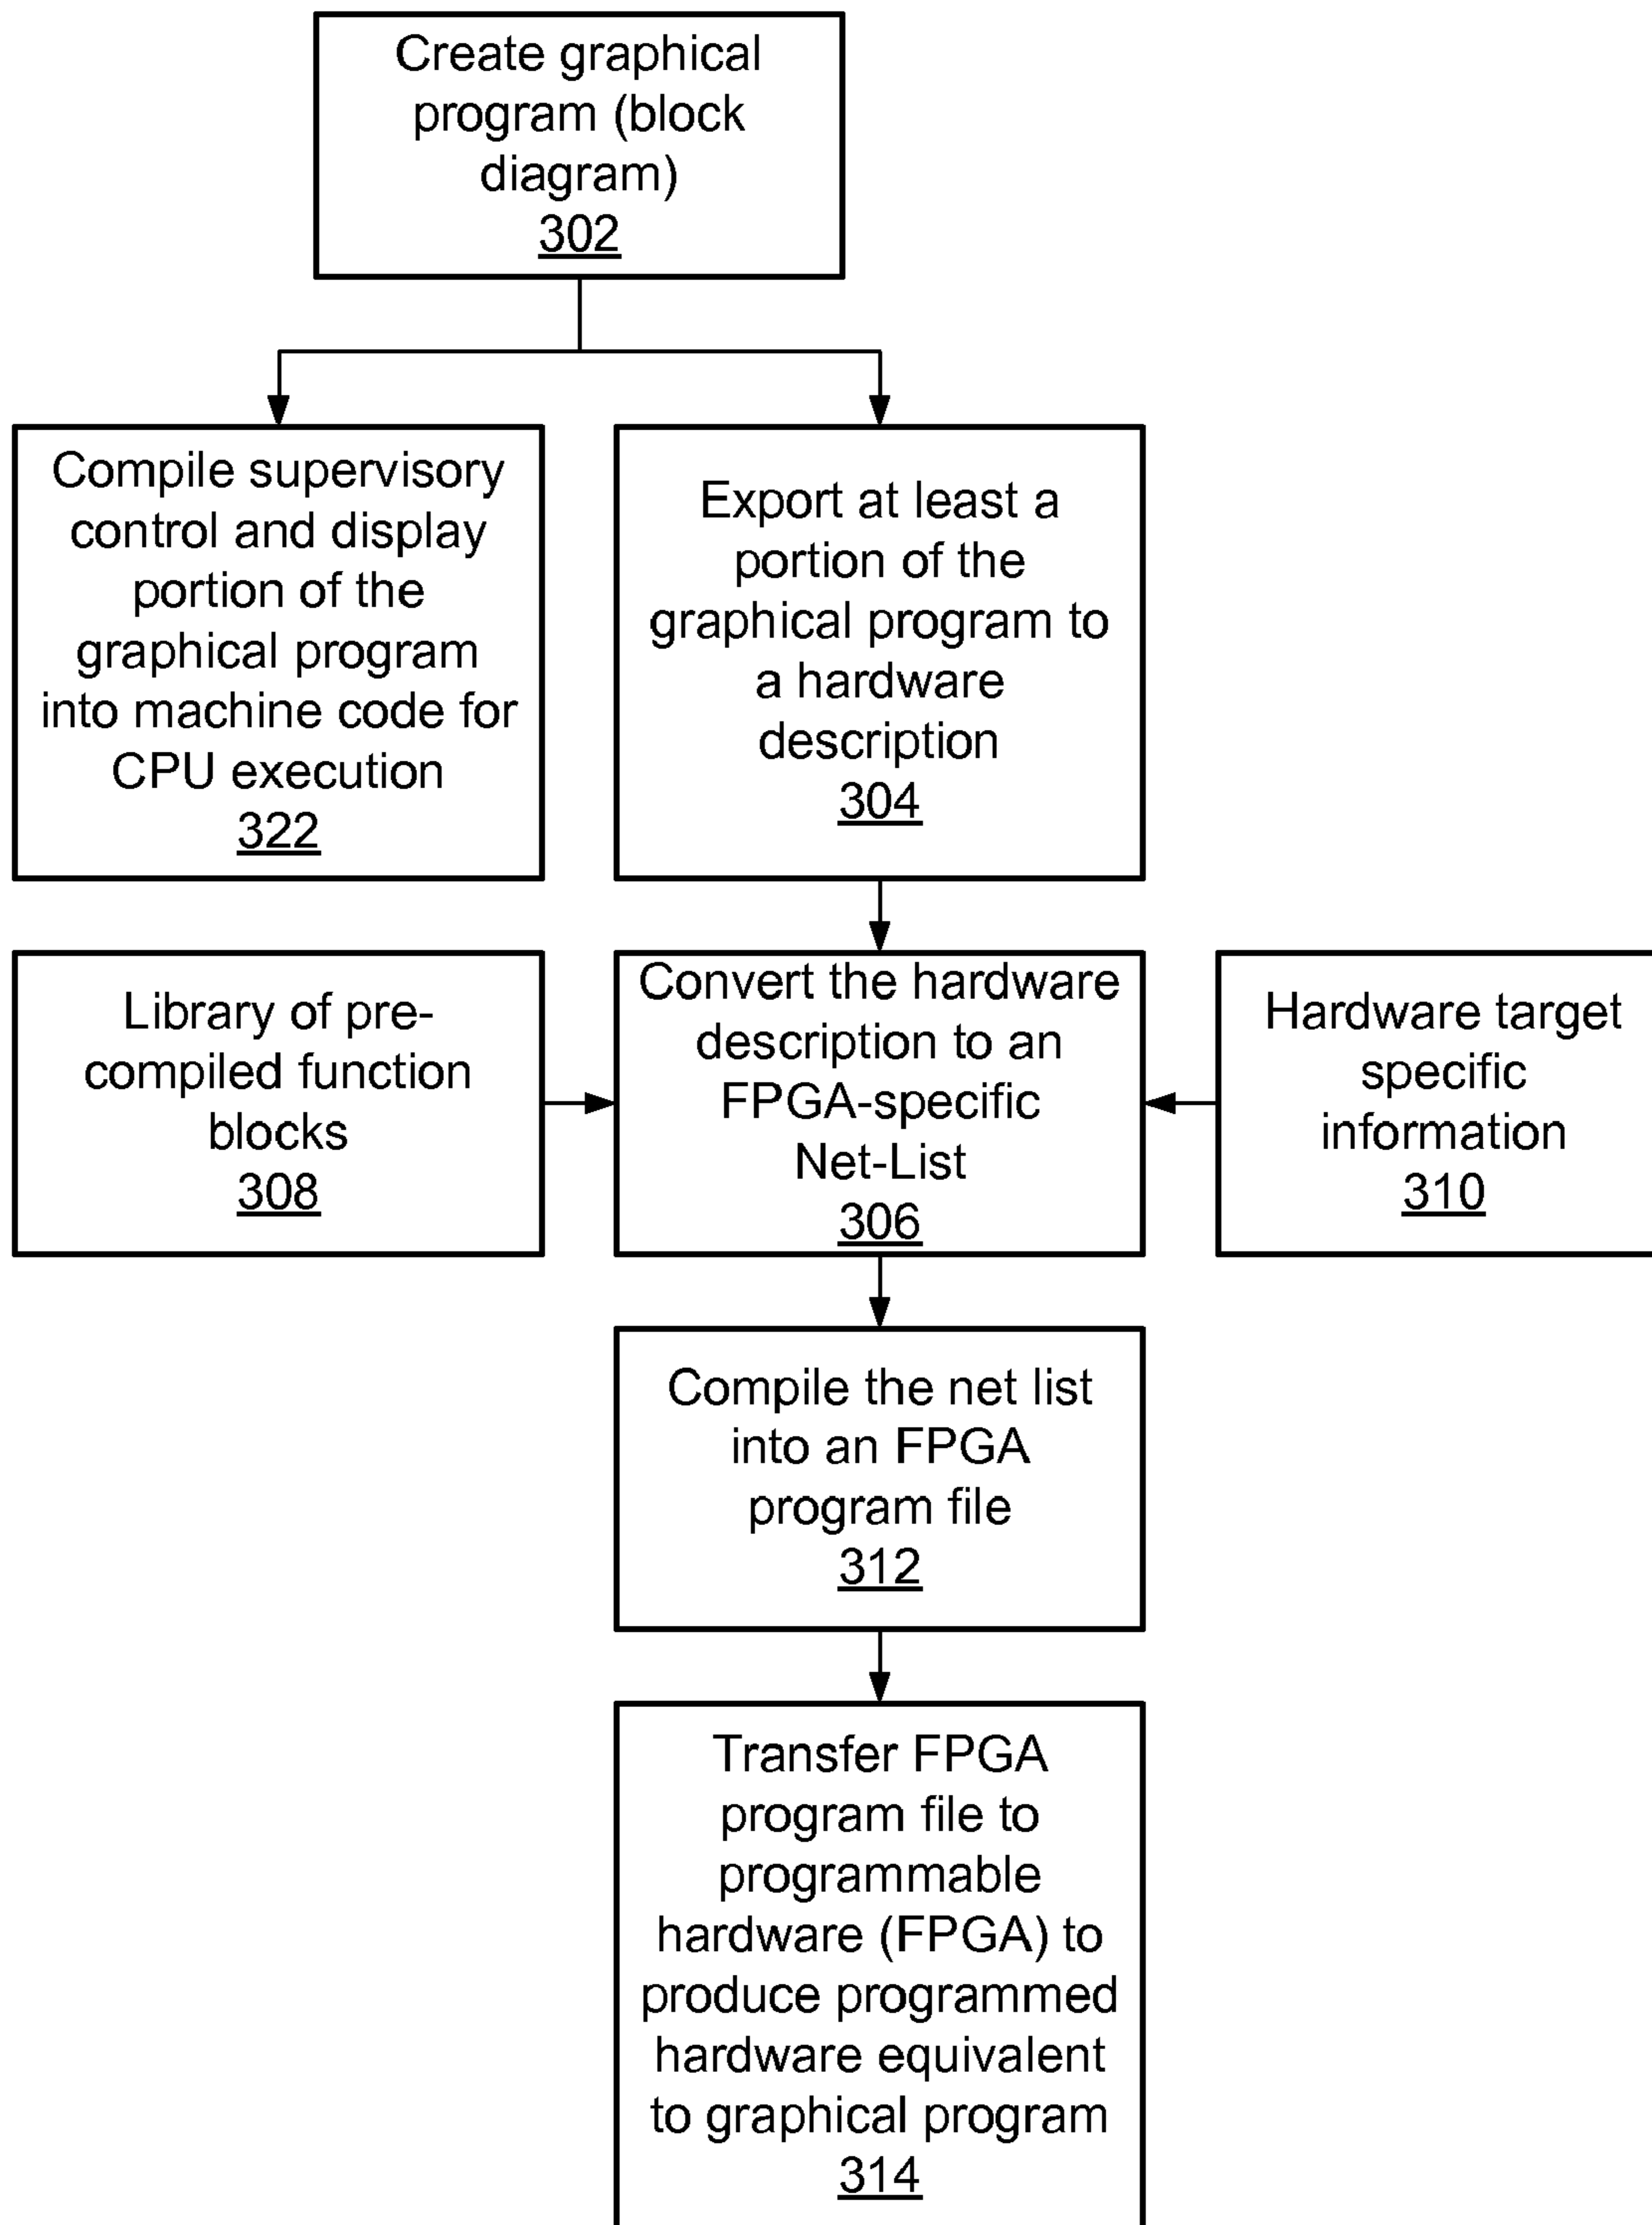 Create graphical
program (block
diagram)
302
Compile supervisory
control and display
portion of the
graphical program
into machine code for
CPU execution
322
Export at least a
portion of the
graphical program to
a hardware
description
304
Library of pre-
compiled function
blocks
308
Convert the hardware
description to an
FPGA-specific
Net-List
306
Hardware target
specific
information
310
Compile the net list
into an FPGA
program file
312
Transfer FPGA
program file to
programmable
hardware (FPGA) to
produce programmed
hardware equivalent
to graphical program
314